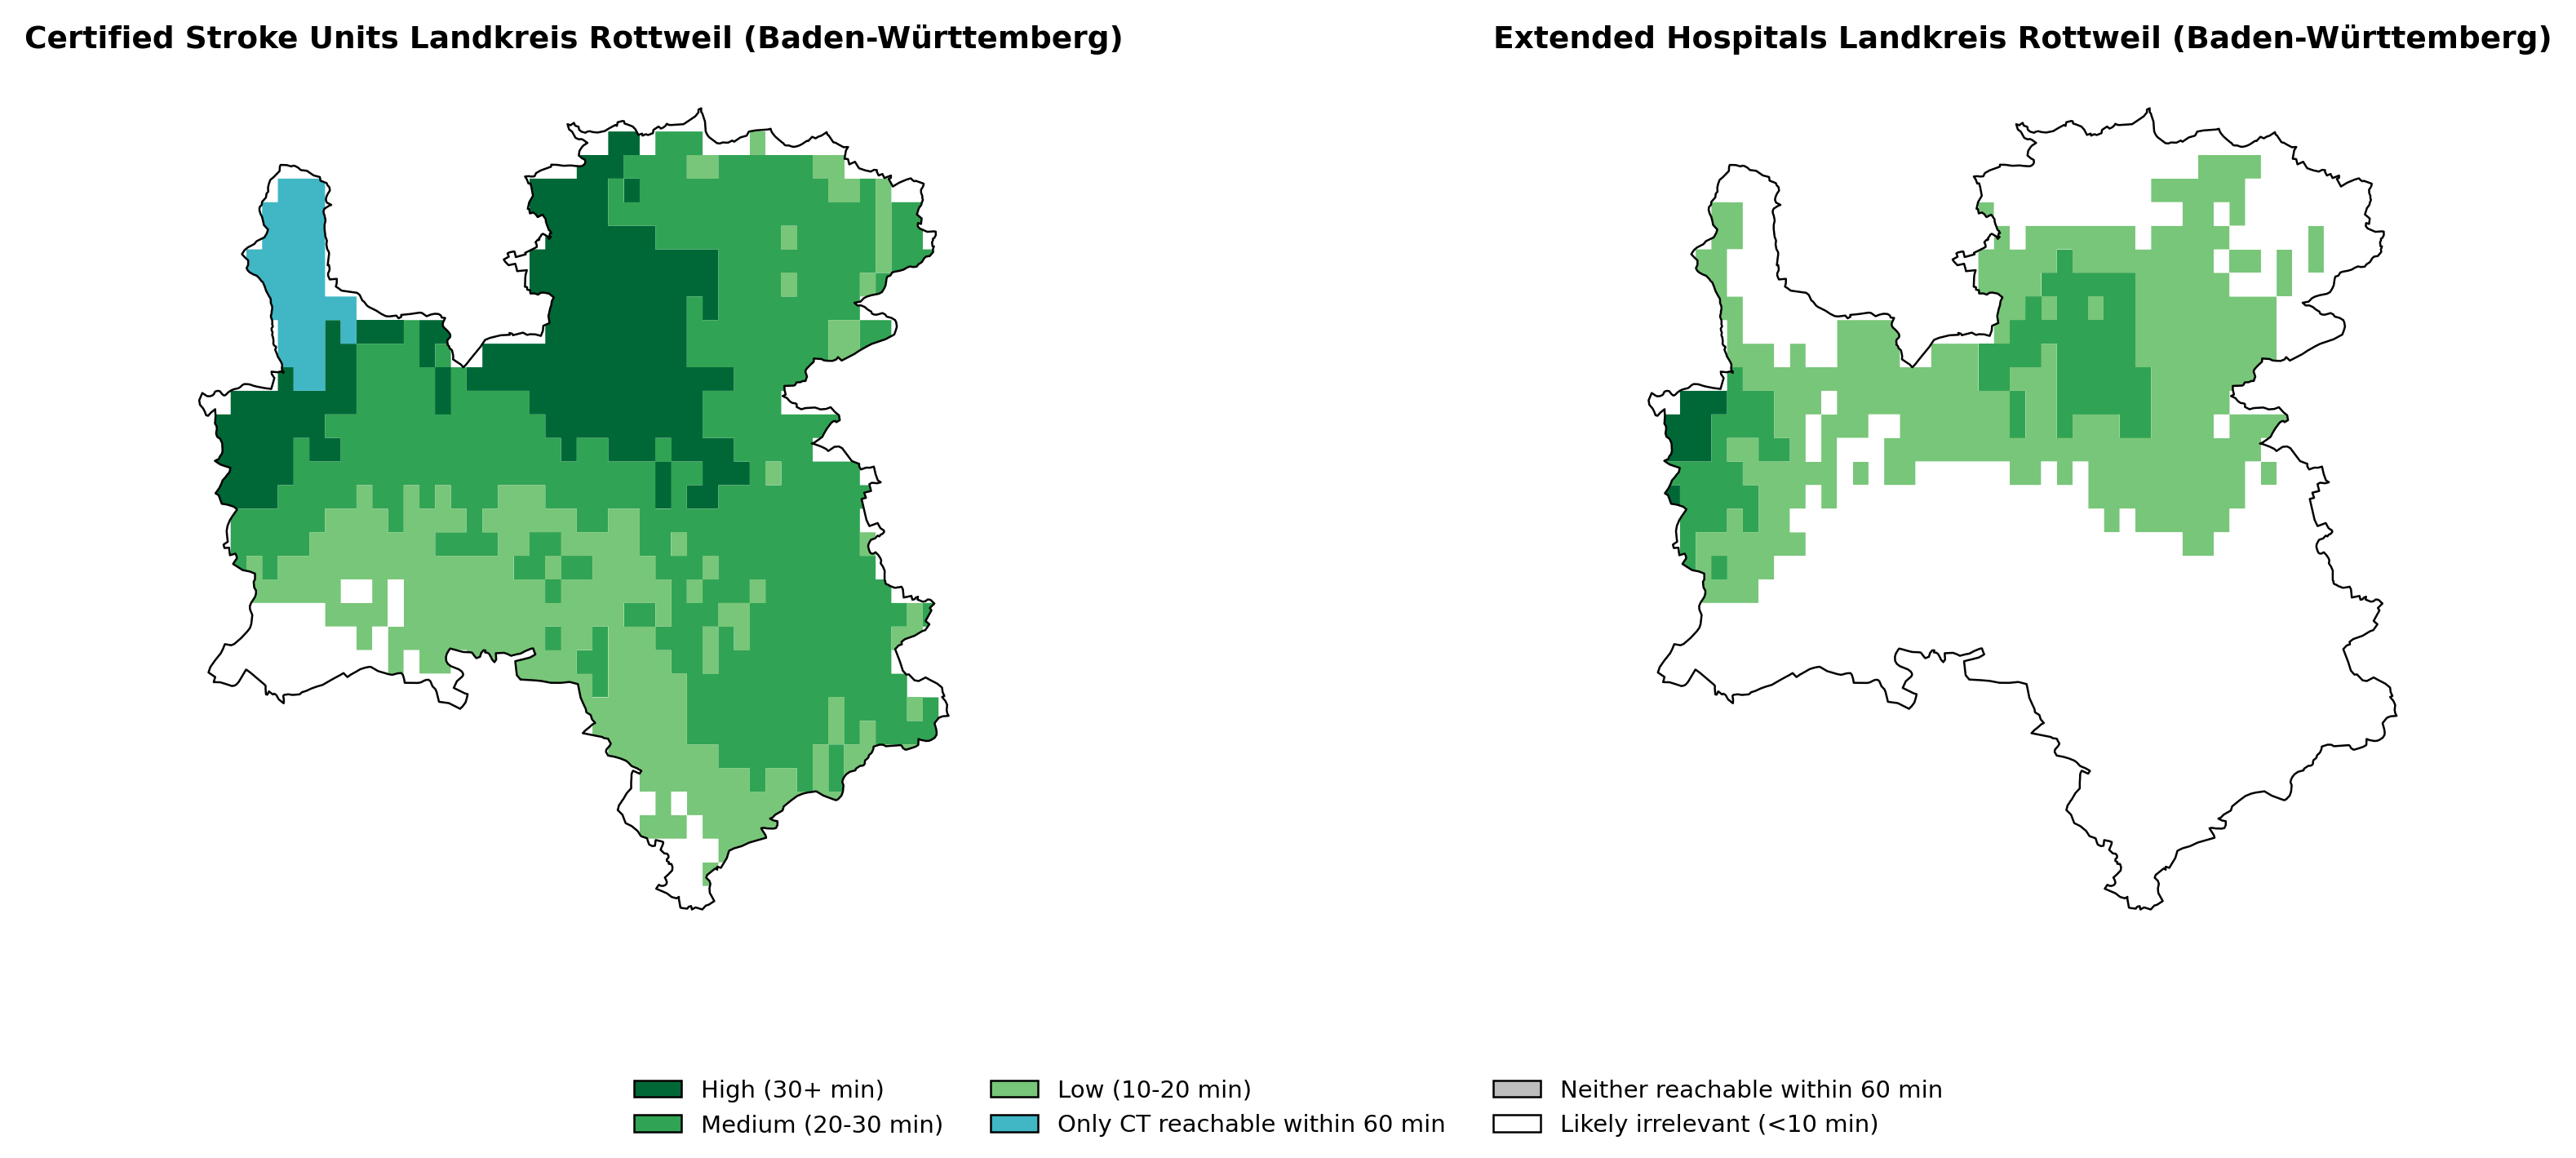 Certified Stroke Units Landkreis Rottweil (Baden-Württemberg)
Extended Hospitals Landkreis Rottweil (Baden-Württemberg)
High (30+ min)
Medium (20-30 min)
Low (10-20 min)
Only CT reachable within 60 min
Neither reachable within 60 min
Likely irrelevant (<10 min)